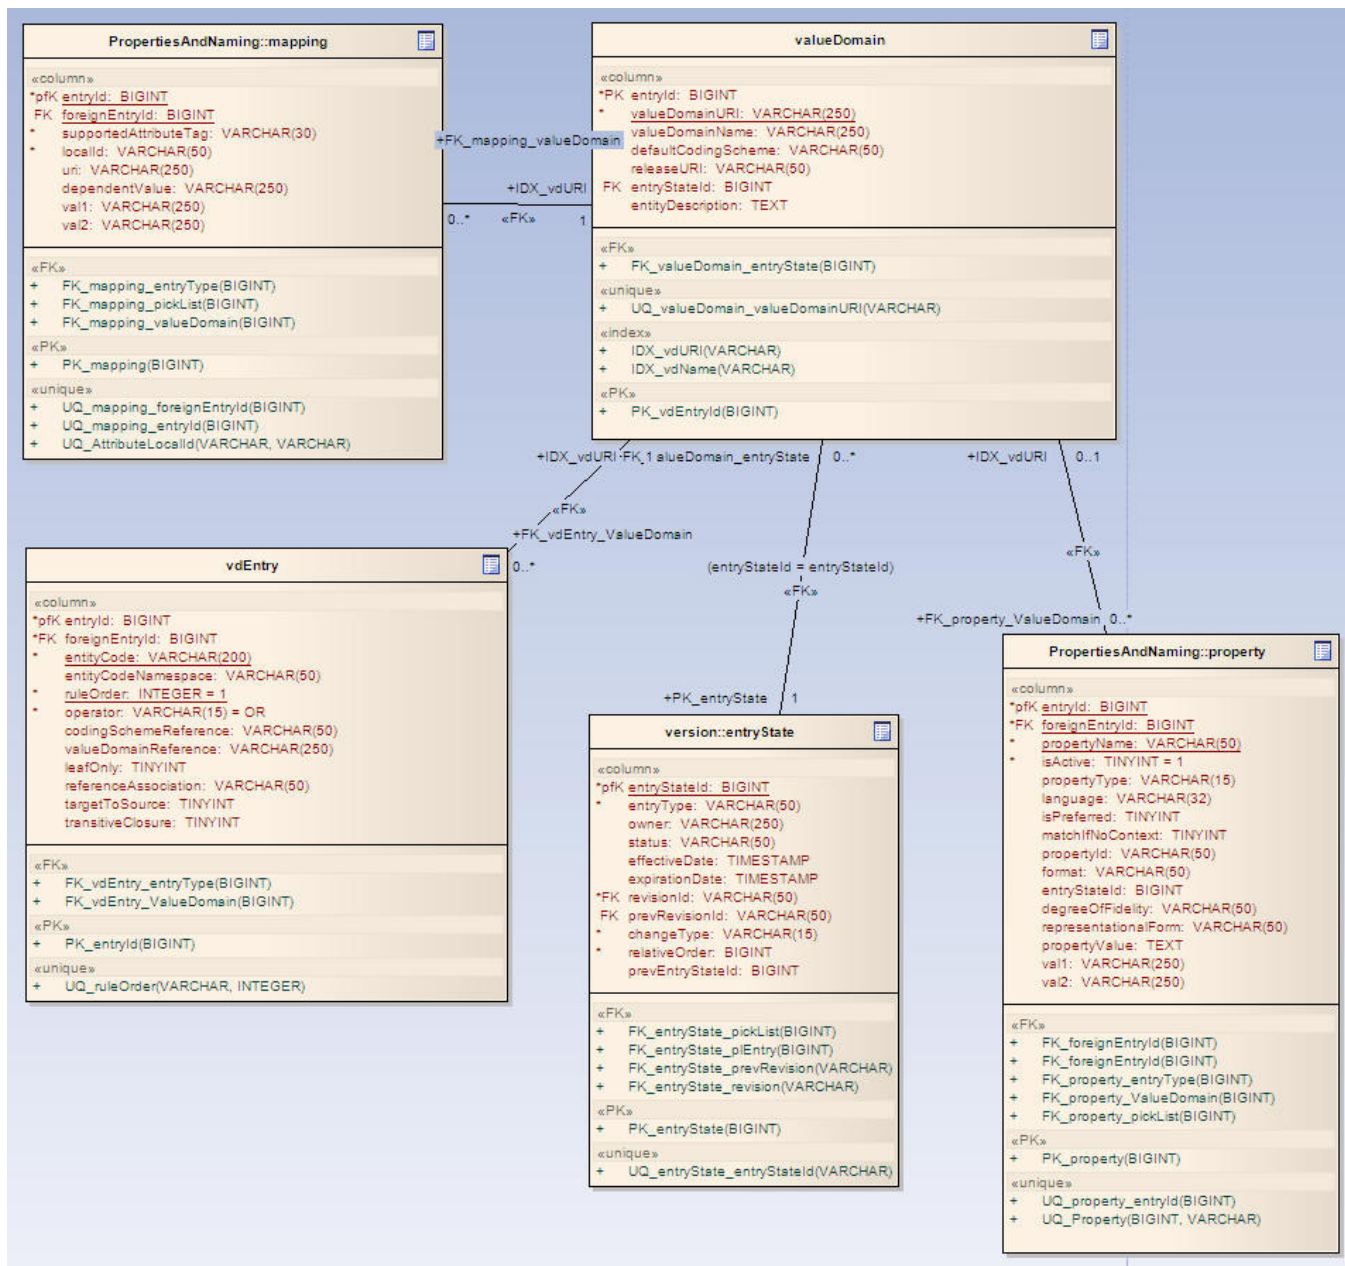 PropertiesAndNaming::mapping
«column»
*pfK entryId: BIGINT
FK foreignEntryId: BIGINT
* supportedAttributeTag: VARCHAR(30)
* localId: VARCHAR(50)
uri: VARCHAR(250)
dependentValue: VARCHAR(250)
val1: VARCHAR(250)
val2: VARCHAR(250)
«FK»
+ FK_mapping_entryType(BIGINT)
+ FK_mapping_pickList(BIGINT)
+ FK_mapping_valueDomain(BIGINT)
«PK»
+ PK_mapping(BIGINT)
«unique»
+ UQ_mapping_foreignEntryId(BIGINT)
+ UQ_mapping_entryId(BIGINT)
+ UQ_AttributeLocalId(VARCHAR, VARCHAR)
+FK_mapping_valueDomain
+IDX_vdURI
0..* «FK» 1
valueDomain
«column»
*PK entryId: BIGINT
* valueDomainURI: VARCHAR(250)
valueDomainName: VARCHAR(250)
defaultCodingScheme: VARCHAR(50)
releaseURI: VARCHAR(50)
FK entryStateId: BIGINT
entityDescription: TEXT
«FK»
+ FK_valueDomain_entryState(BIGINT)
«unique»
+ UQ_valueDomain_valueDomainURI(VARCHAR)
«index»
+ IDX_vdURI(VARCHAR)
+ IDX_vdName(VARCHAR)
«PK»
+ PK_vdEntryId(BIGINT)
+IDX_vdURI FK_1 alueDomain_entryState 0..*
+IDX_vdURI 0..1
«FK»
+FK_vdEntry_ValueDomain
0..*
(entryStateId = entryStateId)
«FK»
+PK_entryState 1
«FK»
+FK_property_ValueDomain 0..*
vdEntry
«column»
*pfK entryId: BIGINT
*FK foreignEntryId: BIGINT
* entityCode: VARCHAR(200)
entityCodeNamespace: VARCHAR(50)
* ruleOrder: INTEGER = 1
* operator: VARCHAR(15) = OR
codingSchemeReference: VARCHAR(50)
valueDomainReference: VARCHAR(250)
leafOnly: TINYINT
referenceAssociation: VARCHAR(50)
targetToSource: TINYINT
transitiveClosure: TINYINT
«FK»
+ FK_vdEntry_entryType(BIGINT)
+ FK_vdEntry_ValueDomain(BIGINT)
«PK»
+ PK_entryId(BIGINT)
«unique»
+ UQ_ruleOrder(VARCHAR, INTEGER)
version::entryState
«column»
*pfK entryStateId: BIGINT
* entryType: VARCHAR(50)
owner: VARCHAR(250)
status: VARCHAR(50)
effectiveDate: TIMESTAMP
expirationDate: TIMESTAMP
*FK revisionId: VARCHAR(50)
FK prevRevisionId: VARCHAR(50)
* changeType: VARCHAR(15)
* relativeOrder: BIGINT
prevEntryStateId: BIGINT
«FK»
+ FK_entryState_pickList(BIGINT)
+ FK_entryState_plEntry(BIGINT)
+ FK_entryState_prevRevision(VARCHAR)
+ FK_entryState_revision(VARCHAR)
«PK»
+ PK_entryState(BIGINT)
«unique»
+ UQ_entryState_entryStateId(VARCHAR)
PropertiesAndNaming::property
«column»
*pfK entryId: BIGINT
*FK foreignEntryId: BIGINT
* propertyName: VARCHAR(50)
* isActive: TINYINT = 1
propertyType: VARCHAR(15)
language: VARCHAR(32)
isPreferred: TINYINT
matchIfNoContext: TINYINT
propertyId: VARCHAR(50)
format: VARCHAR(50)
entryStateId: BIGINT
degreeOfFidelity: VARCHAR(50)
representationalForm: VARCHAR(50)
propertyValue: TEXT
val1: VARCHAR(250)
val2: VARCHAR(250)
«FK»
+ FK_foreignEntryId(BIGINT)
+ FK_foreignEntryId(BIGINT)
+ FK_property_entryType(BIGINT)
+ FK_property_ValueDomain(BIGINT)
+ FK_property_pickList(BIGINT)
«PK»
+ PK_property(BIGINT)
«unique»
+ UQ_property_entryId(BIGINT)
+ UQ_Property(BIGINT, VARCHAR)